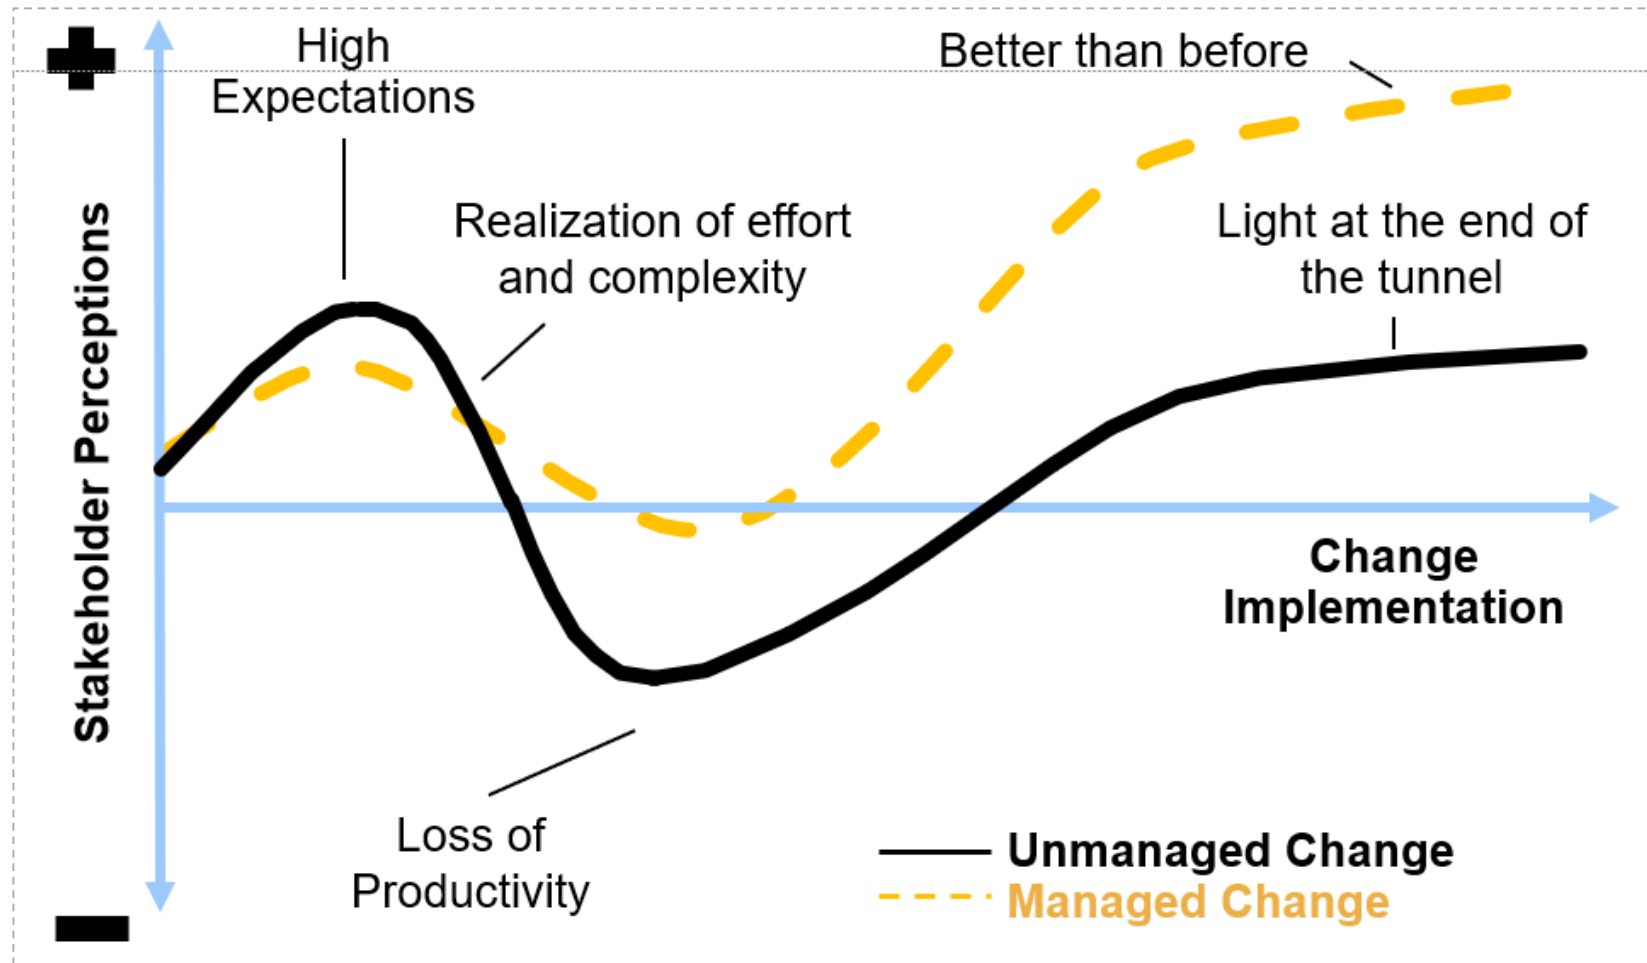 High
Expectations
Better than before
Realization of effort
and complexity
Light at the end of
the tunnel
Stakeholder Perceptions
Change
Implementation
Loss of
Productivity
Unmanaged Change
Managed Change